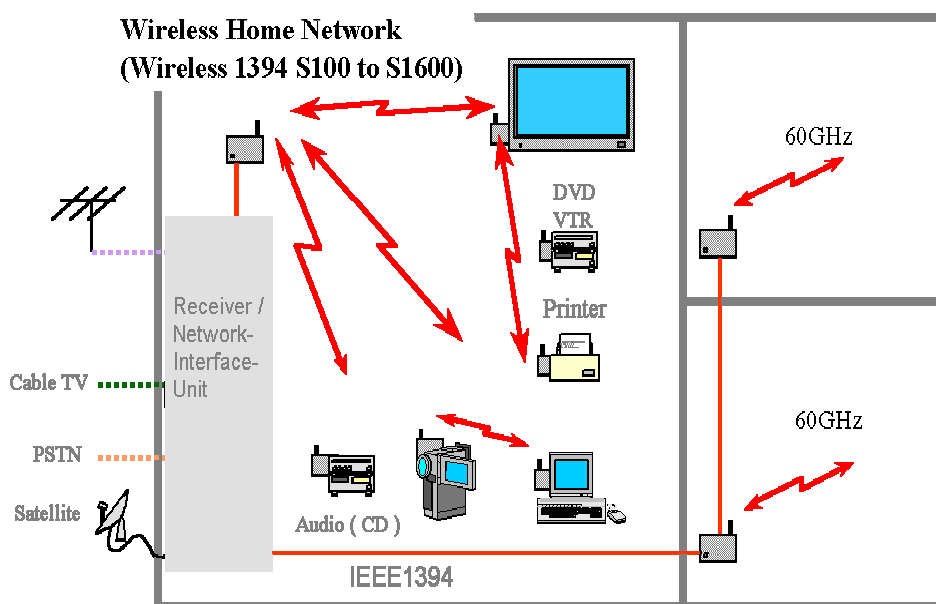 Wireless Home Network
(Wireless 1394 S100 to S1600)
60GHz
DVD
VTR
Receiver /
Network-
Interface-
Unit
Printer
Cable TV
60GHz
PSTN
Satellite
Audio ( CD )
IEEE1394